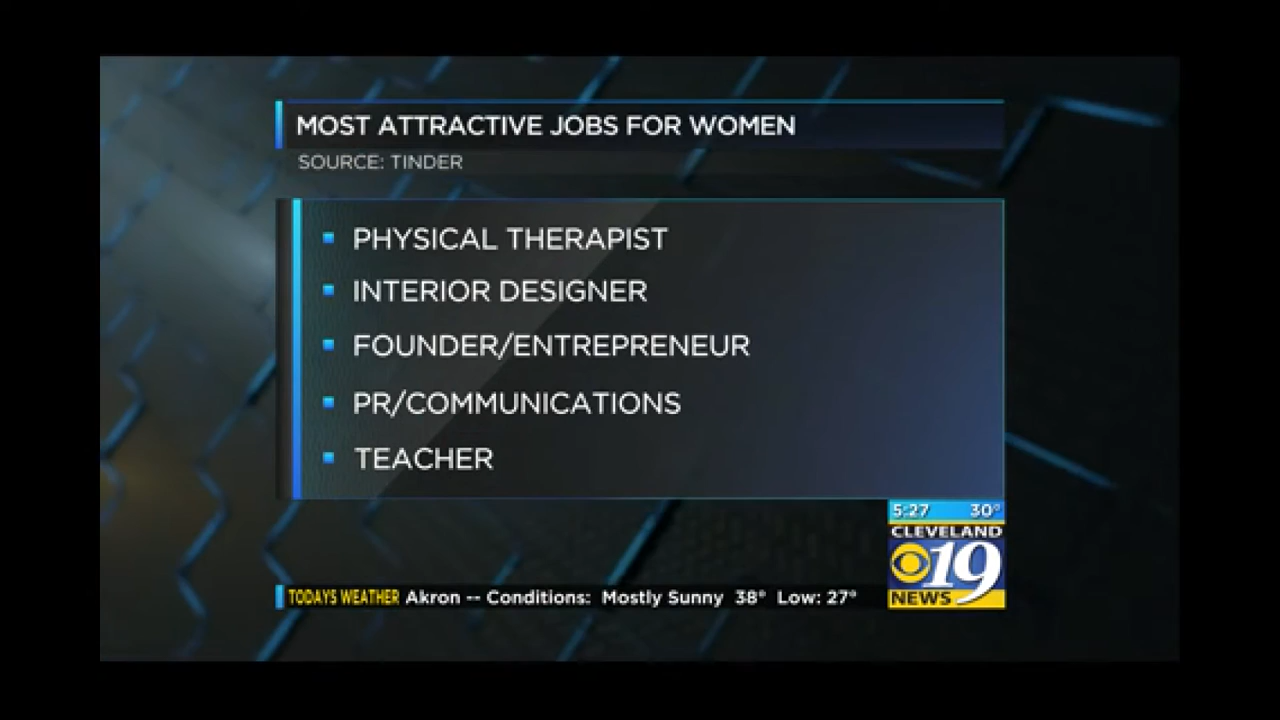 MOST ATTRACTIVE JOBS FOR WOMEN
SOURCE: TINDER
PHYSICAL THERAPIST
INTERIOR DESIGNER
FOUNDER/ENTREPRENEUR
PR/COMMUNICATIONS
TEACHER
5:27 30°
CLEVELAND
19
NEWS
TODAYS WEATHER Akron -- Conditions: Mostly Sunny 38° Low: 27°